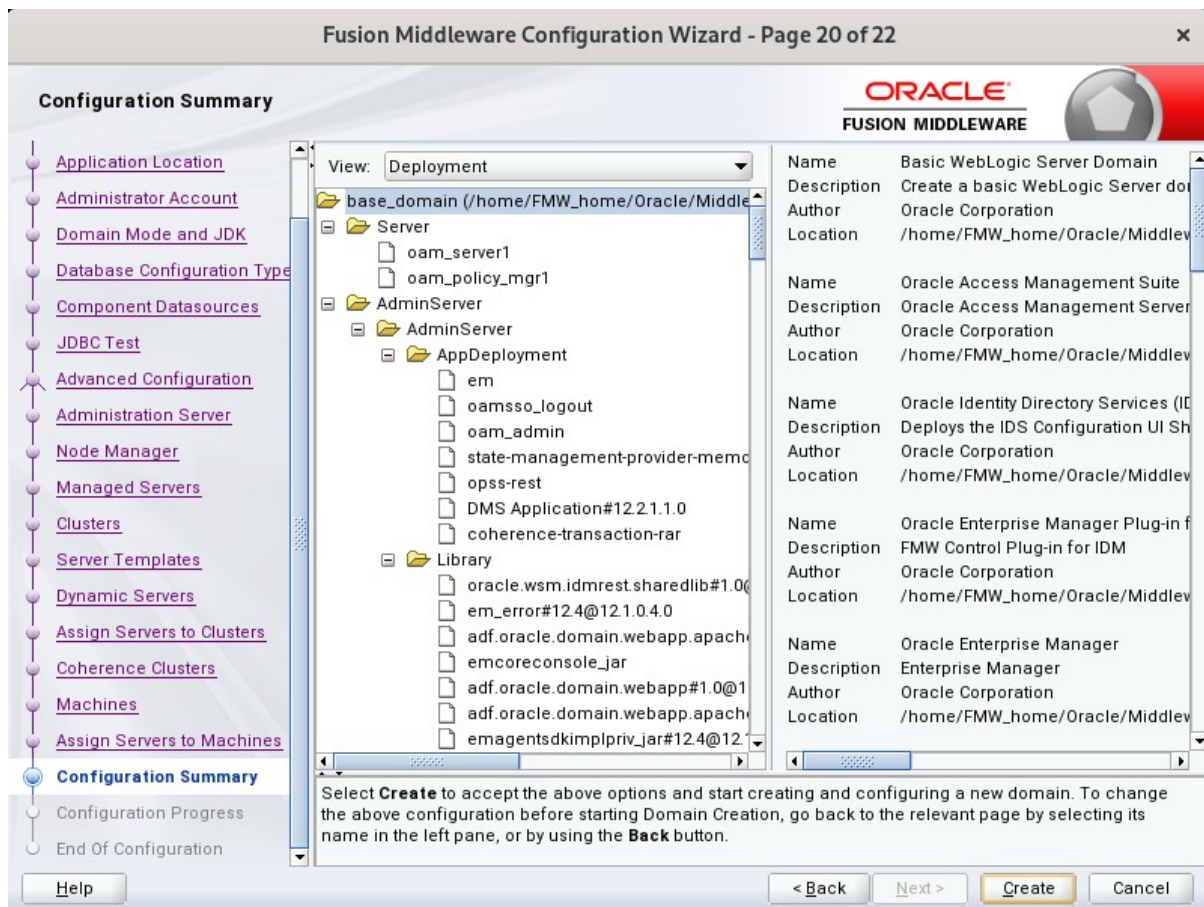 Fusion Middleware Configuration Wizard - Page 20 of 22
Configuration Summary
ORACLE
FUSION MIDDLEWARE
Application Location
Administrator Account
Domain Mode and JDK
Database Configuration Type
Component Datasources
JDBC Test
Advanced Configuration
Administration Server
Node Manager
Managed Servers
Clusters
Server Templates
Dynamic Servers
Assign Servers to Clusters
Coherence Clusters
Machines
Assign Servers to Machines
Configuration Summary
Configuration Progress
End Of Configuration
View: Deployment
base_domain (/home/FMW_home/Oracle/Middle
Server
oam_server1
oam_policy_mgr1
AdminServer
AdminServer
AppDeployment
em
oamsso_logout
oam_admin
state-management-provider-memo
opss-rest
DMS Application#12.2.1.1.0
coherence-transaction-rar
Library
oracle.wsm.idmrest.sharedlib#1.0@
em_error#12.4@12.1.0.4.0
adf.oracle.domain.webapp.apach
emcoreconsole_jar
adf.oracle.domain.webapp#1.0@1
adf.oracle.domain.webapp.apach
emagentsdkimplpriv_jar#12.4@12.
Name Basic WebLogic Server Domain
Description Create a basic WebLogic Server do
Author Oracle Corporation
Location /home/FMW_home/Oracle/Middlew
Name Oracle Access Management Suite
Description Oracle Access Management Server
Author Oracle Corporation
Location /home/FMW_home/Oracle/Middlew
Name Oracle Identity Directory Services (ID
Description Deploys the IDS Configuration UI Sh
Author Oracle Corporation
Location /home/FMW_home/Oracle/Middlew
Name Oracle Enterprise Manager Plug-in f
Description FMW Control Plug-in for IDM
Author Oracle Corporation
Location /home/FMW_home/Oracle/Middlew
Name Oracle Enterprise Manager
Description Enterprise Manager
Author Oracle Corporation
Location /home/FMW_home/Oracle/Middlew
Select Create to accept the above options and start creating and configuring a new domain. To change
the above configuration before starting Domain Creation, go back to the relevant page by selecting its
name in the left pane, or by using the Back button.
Help
< Back
Next >
Create
Cancel